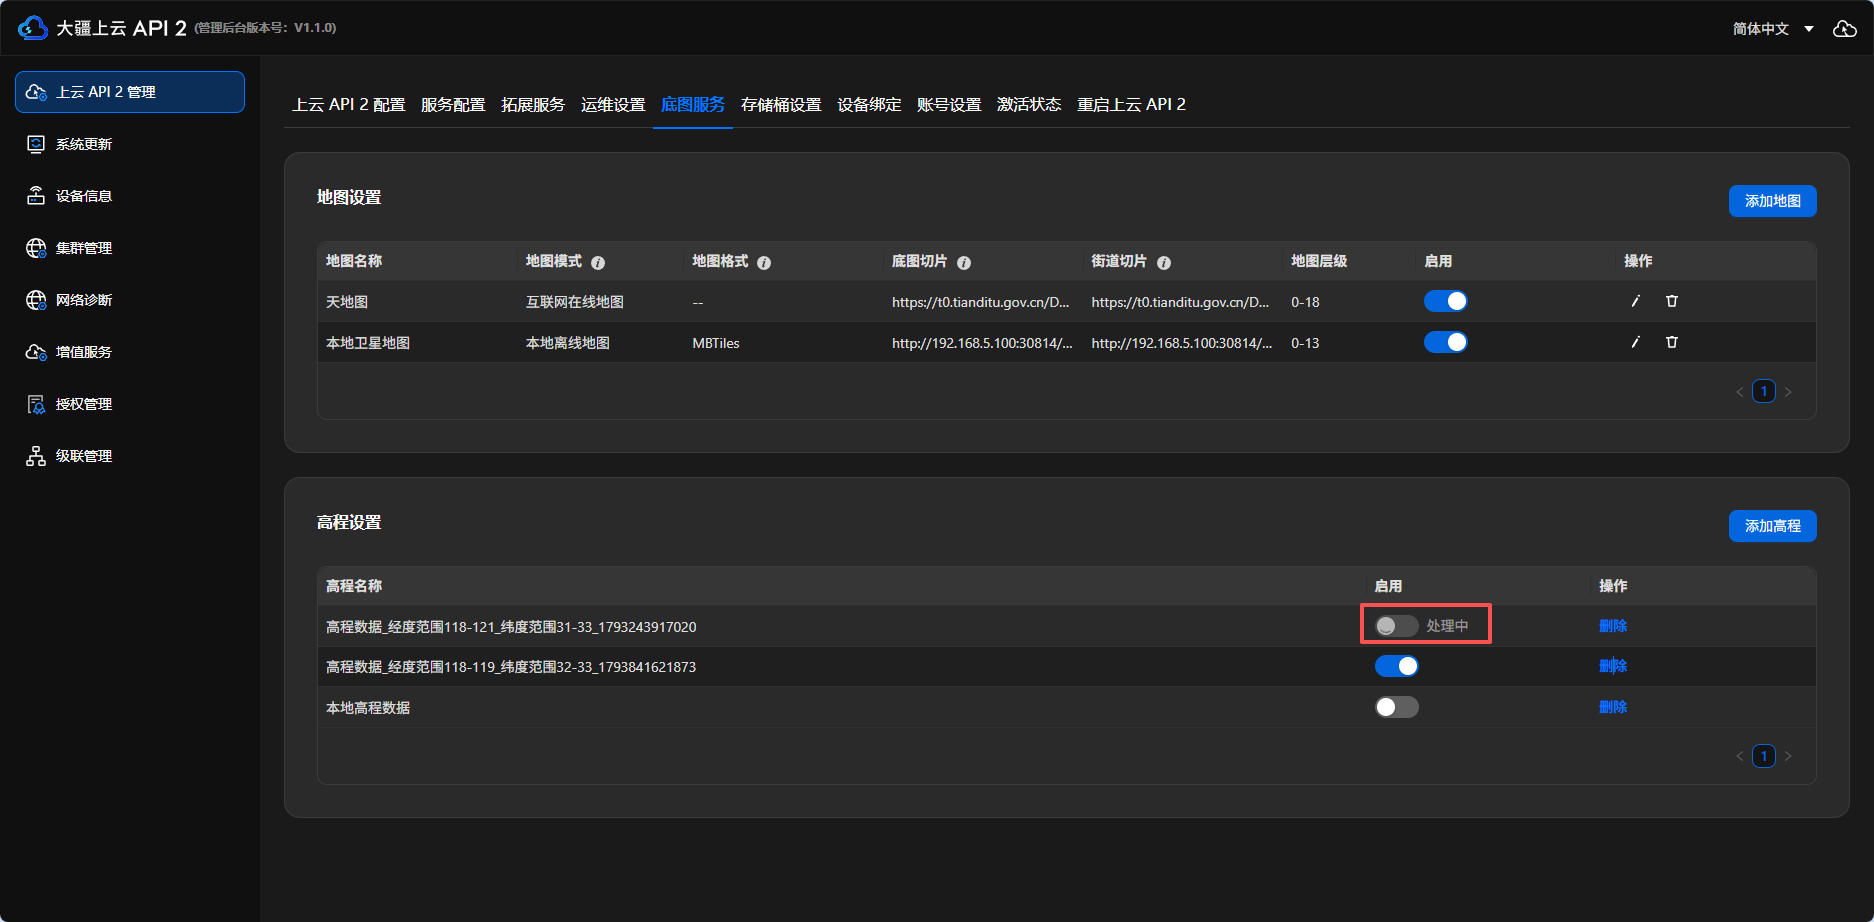 大疆上云 API 2 (管理后台版本号：V1.1.0)
简体中文
上云 API 2 管理
系统更新
设备信息
集群管理
网络诊断
增值服务
授权管理
级联管理
上云 API 2 配置 服务配置 拓展服务 运维设置 底图服务 存储桶设置 设备绑定 账号设置 激活状态 重启上云 API 2
地图设置
添加地图
地图名称 地图模式 地图格式 底图切片 街道切片 地图层级 启用 操作
天地图 互联网在线地图 -- https://t0.tianditu.gov.cn/D... https://t0.tianditu.gov.cn/D... 0-18
本地卫星地图 本地离线地图 MBTiles http://192.168.5.100:30814/... http://192.168.5.100:30814/... 0-13
< 1 >
高程设置
添加高程
高程名称 启用 操作
高程数据_经度范围118-121_纬度范围31-33_1793243917020 处理中 删除
高程数据_经度范围118-119_纬度范围32-33_1793841621873 删除
本地高程数据 删除
< 1 >